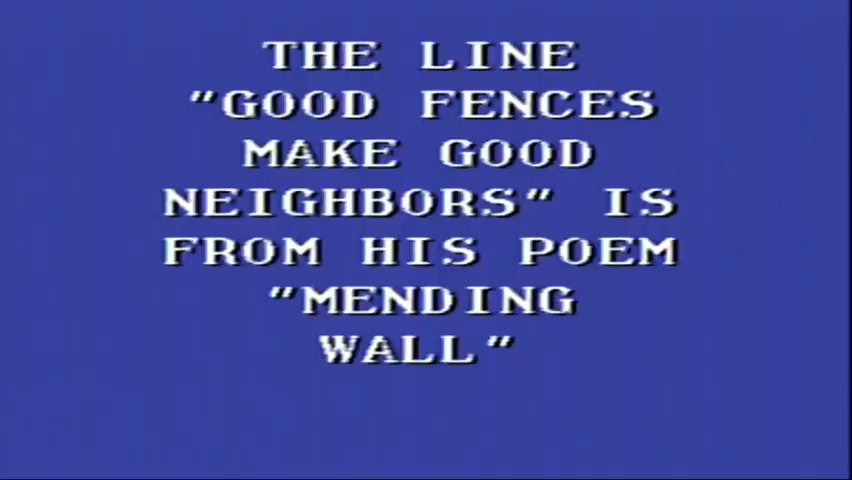 THE LINE
"GOOD FENCES
MAKE GOOD
NEIGHBORS" IS
FROM HIS POEM
"MENDING
WALL"